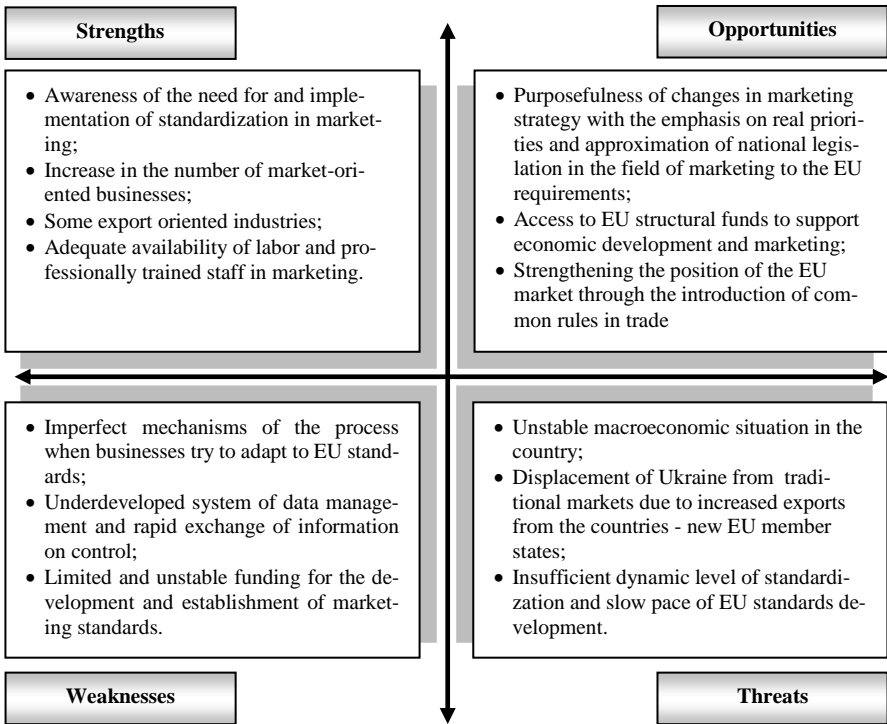 Strengths
• Awareness of the need for and imple-
mentation of standardization in market-
ing;
• Increase in the number of market-ori-
ented businesses;
• Some export oriented industries;
• Adequate availability of labor and pro-
fessionally trained staff in marketing.
Opportunities
• Purposefulness of changes in marketing
strategy with the emphasis on real priori-
ties and approximation of national legis-
lation in the field of marketing to the EU
requirements;
• Access to EU structural funds to support
economic development and marketing;
• Strengthening the position of the EU
market through the introduction of com-
mon rules in trade
• Imperfect mechanisms of the process
when businesses try to adapt to EU stand-
ards;
• Underdeveloped system of data manage-
ment and rapid exchange of information
on control;
• Limited and unstable funding for the de-
velopment and establishment of market-
ing standards.
Weaknesses
• Unstable macroeconomic situation in the
country;
• Displacement of Ukraine from traditi-
onal markets due to increased exports
from the countries - new EU member
states;
• Insufficient dynamic level of standardi-
zation and slow pace of EU standards de-
velopment.
Threats